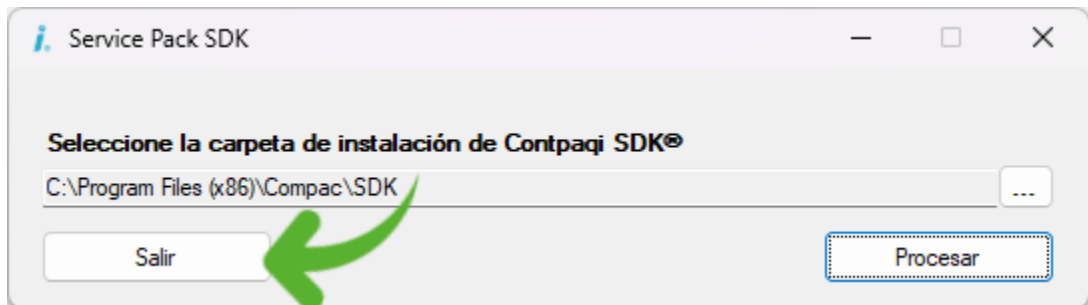 i. Service Pack SDK
Seleccione la carpeta de instalación de Contpaqi SDK®
C:\Program Files (x86)\Compac\SDK
...
Salir
Procesar